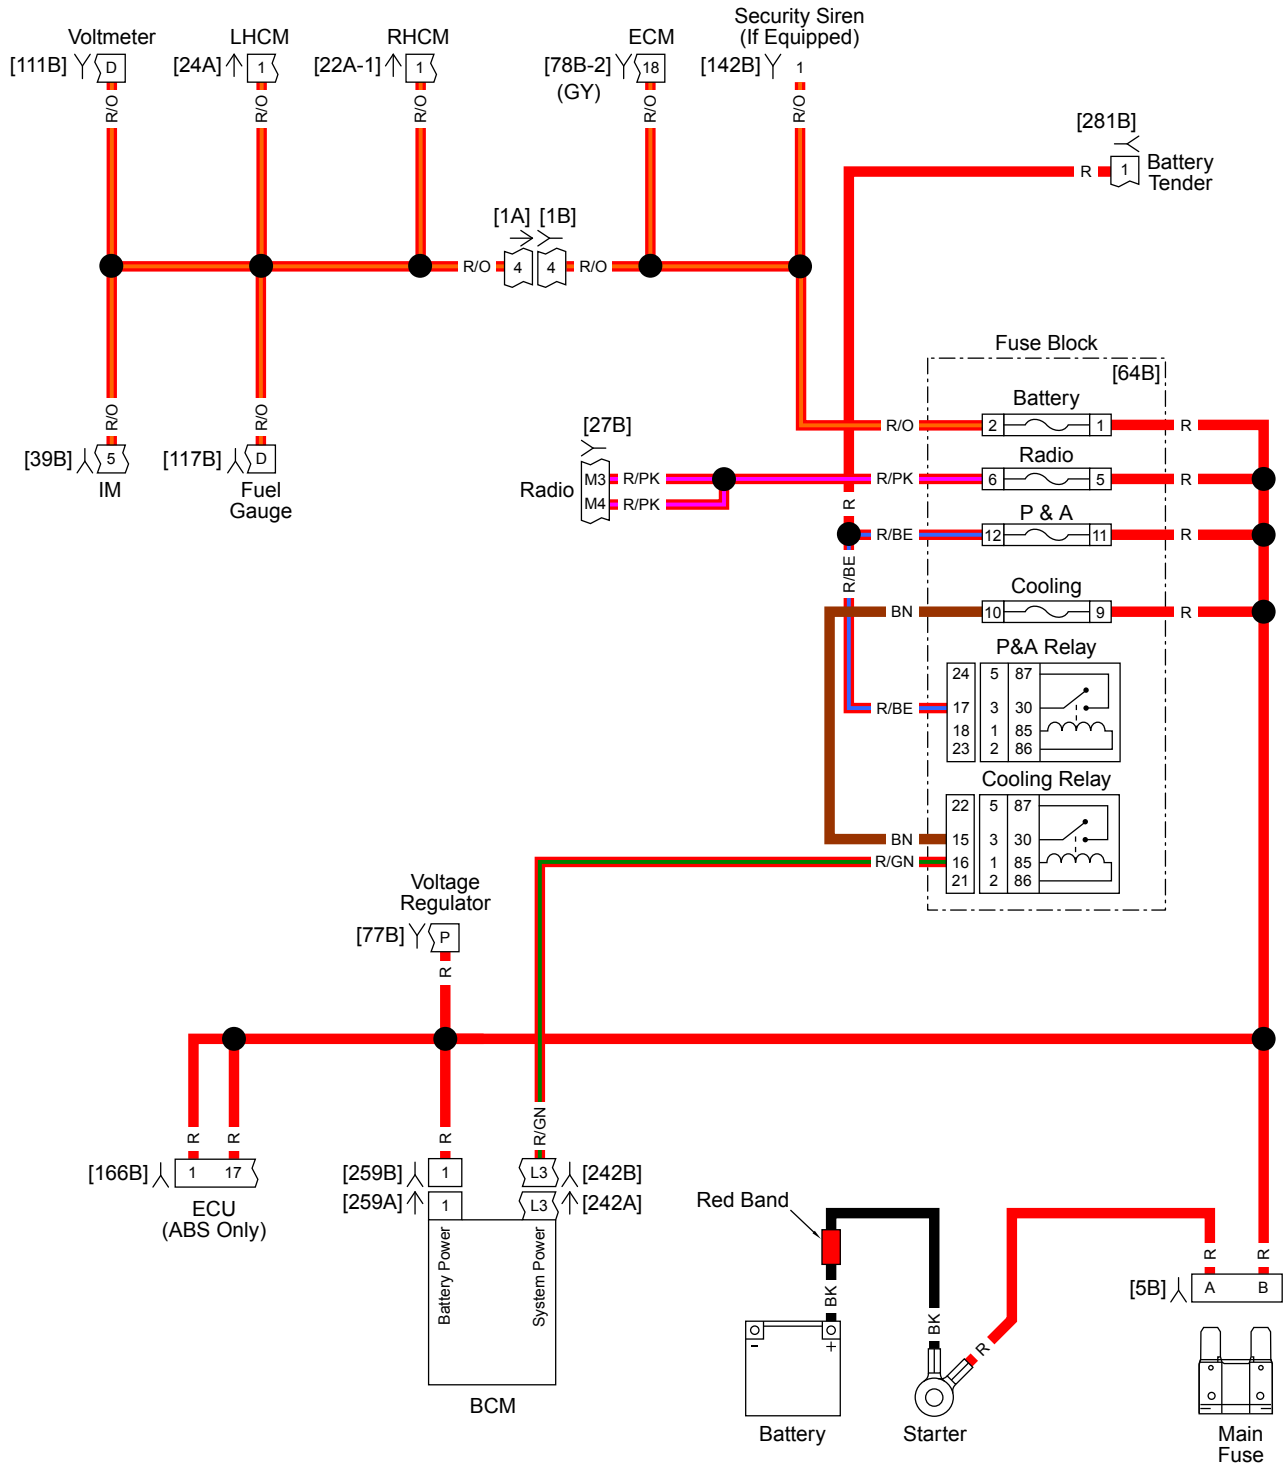 Security Siren
(If Equipped)
Voltmeter
LHCM
RHCM
ECM
[111B] D
[24A] 1
[22A-1] 1
[78B-2] 18
(GY)
[142B] 1
R/O
R/O
R/O
R/O
R/O
[281B]
R 1 Battery
Tender
[1A] [1B]
R/O 4 4 R/O
Fuse Block
[64B]
Battery
R/O 2 1 R
R/O
R/O
[39B] 5
IM
[117B] D
Fuel
Gauge
[27B]
Radio
Radio
M3 R/PK R/PK 6 5 R
M4 R/PK
R
P & A
R/BE 12 11 R
R/BE
Cooling
BN 10 9 R
P&A Relay
24 5 87
R/BE 17 3 30
18 1 85
23 2 86
Cooling Relay
22 5 87
BN 15 3 30
R/GN 16 1 85
21 2 86
Voltage
Regulator
[77B] P
R
R
R
R
R/GN
[166B] 1 17
ECU
(ABS Only)
[259B] 1
[259A] 1
L3 [242B]
L3 [242A]
Battery Power
System Power
BCM
Red Band
BK
BK
R
R
R
[5B] A B
- +
Battery
Starter
Main
Fuse